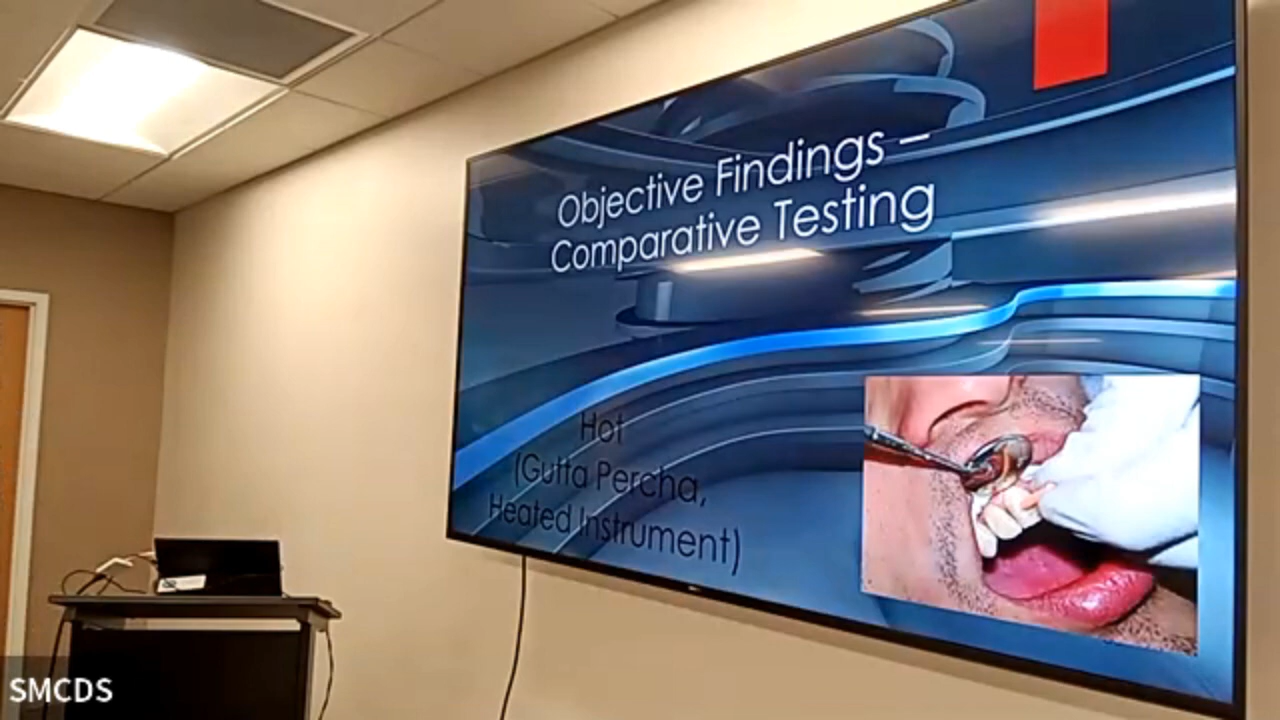 Objective Findings –
Comparative Testing
Hot
(Gutta Percha,
Heated Instrument)
SMCDS